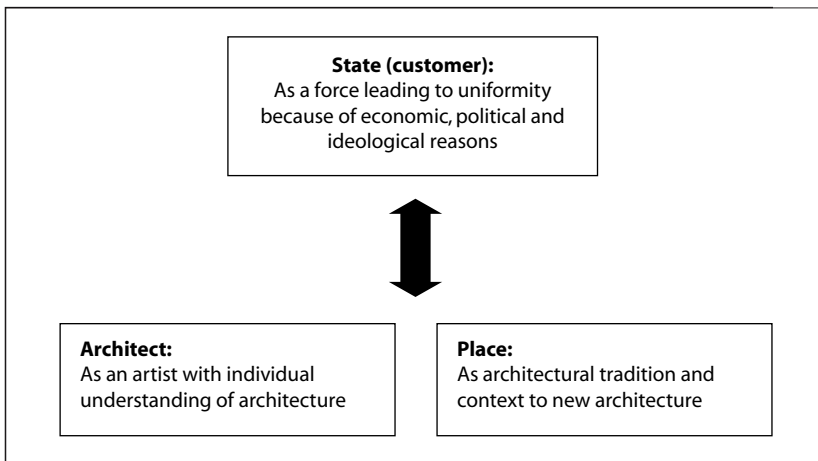 State (customer):
As a force leading to uniformity
because of economic, political and
ideological reasons
Architect:
As an artist with individual
understanding of architecture
Place:
As architectural tradition and
context to new architecture